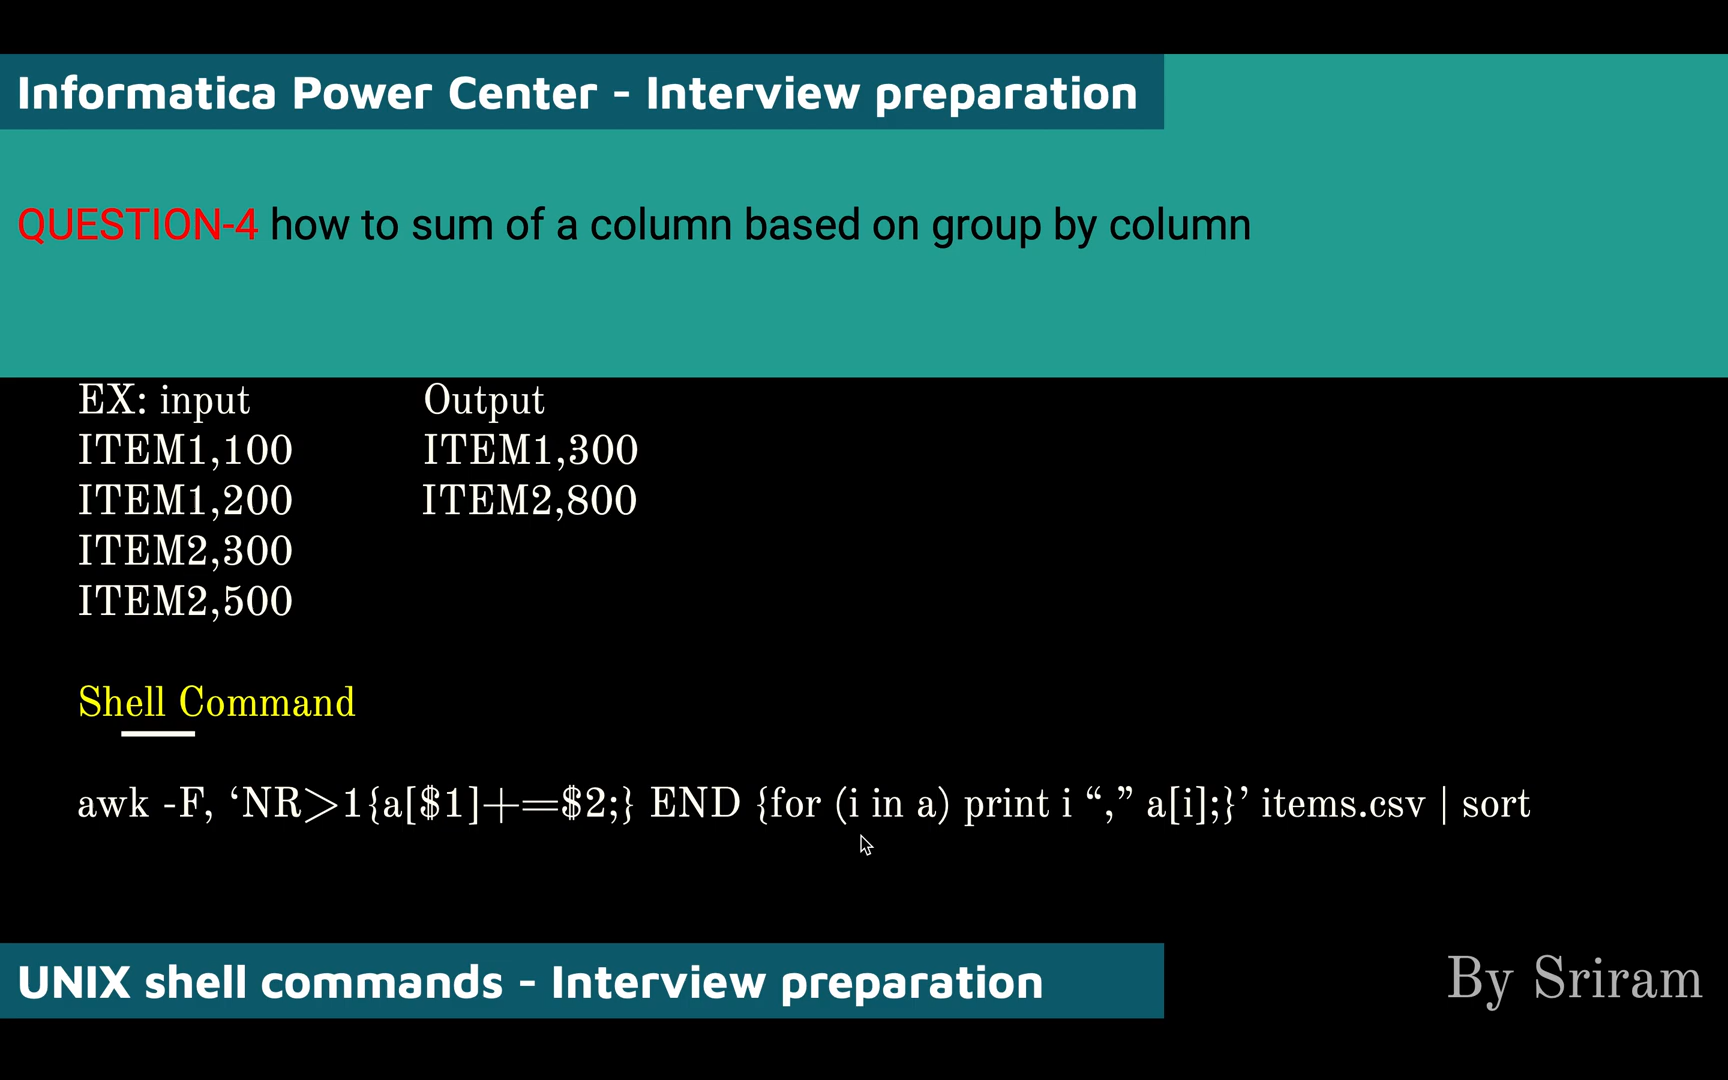 Informatica Power Center - Interview preparation
QUESTION-4 how to sum of a column based on group by column
EX: input Output
ITEM1,100 ITEM1,300
ITEM1,200 ITEM2,800
ITEM2,300
ITEM2,500
Shell Command
awk -F, ‘NR>1{a[$1]+=$2;} END {for (i in a) print i “,” a[i];}’ items.csv | sort
UNIX shell commands - Interview preparation
By Sriram